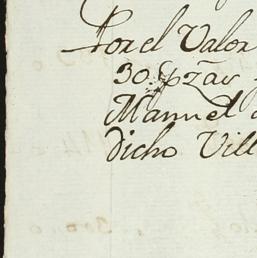 Por el Valor
30. pzas
Manuel
dicho Vill